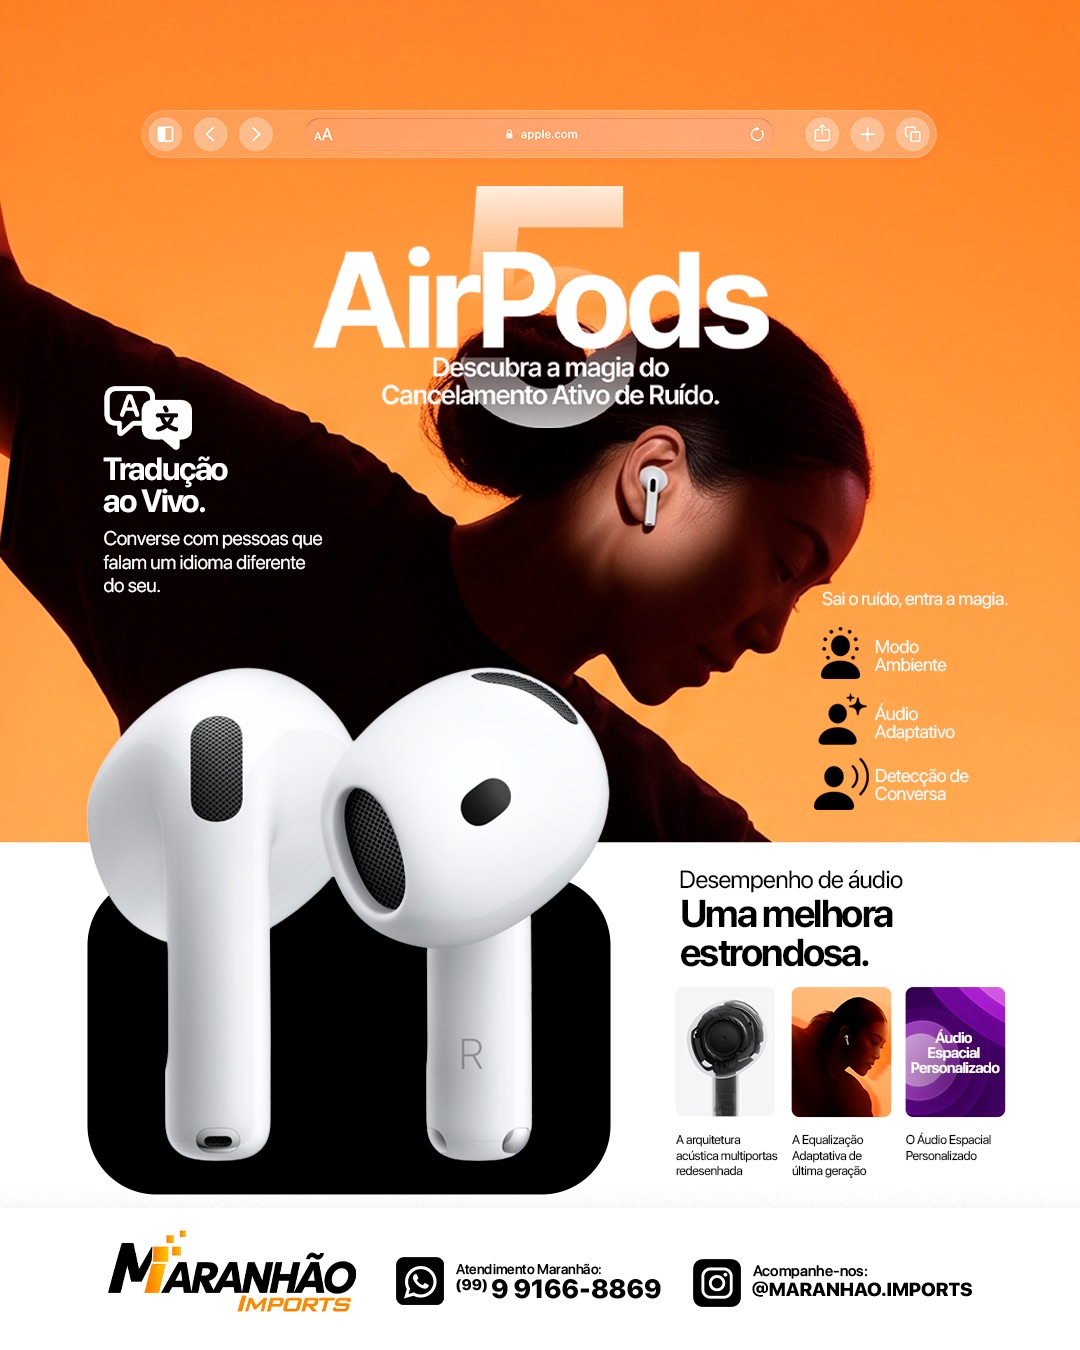 AA
apple.com
5
AirPods
Descubra a magia do
Cancelamento Ativo de Ruído.
A 文
Tradução
ao Vivo.
Converse com pessoas que
falam um idioma diferente
do seu.
Sai o ruído, entra a magia.
Modo
Ambiente
Áudio
Adaptativo
Detecção de
Conversa
Desempenho de áudio
Uma melhora
estrondosa.
R
Áudio
Espacial
Personalizado
A arquitetura
acústica multiportas
redesenhada
A Equalização
Adaptativa de
última geração
O Áudio Espacial
Personalizado
MARANHÃO
IMPORTS
Atendimento Maranhão:
(99) 9 9166-8869
Acompanhe-nos:
@MARANHAO.IMPORTS